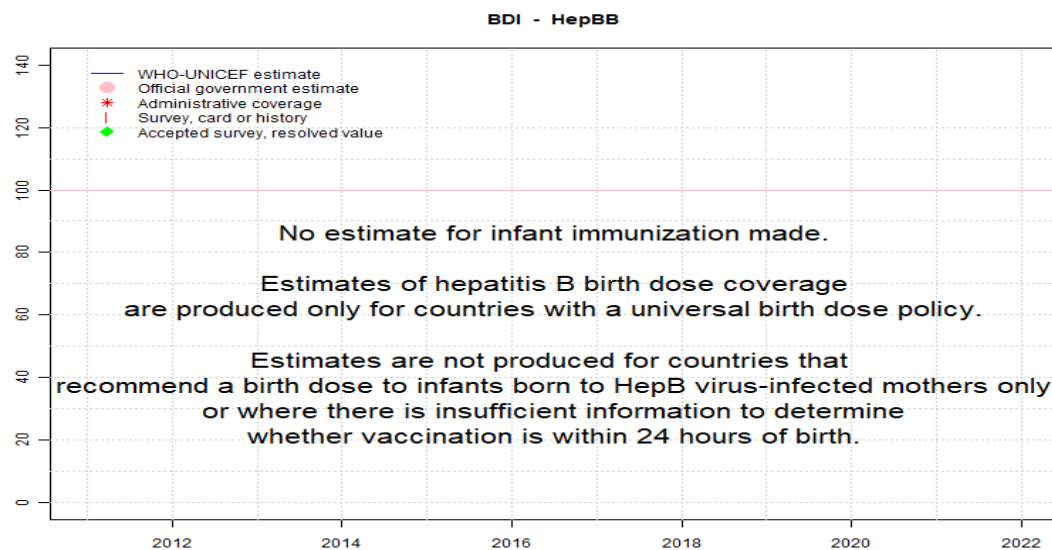 BDI - HepBB
140
120
100
80
60
40
20
0
WHO-UNICEF estimate
Official government estimate
Administrative coverage
Survey, card or history
Accepted survey, resolved value
No estimate for infant immunization made.
Estimates of hepatitis B birth dose coverage
are produced only for countries with a universal birth dose policy.
Estimates are not produced for countries that
recommend a birth dose to infants born to HepB virus-infected mothers only
or where there is insufficient information to determine
whether vaccination is within 24 hours of birth.
2012 2014 2016 2018 2020 2022